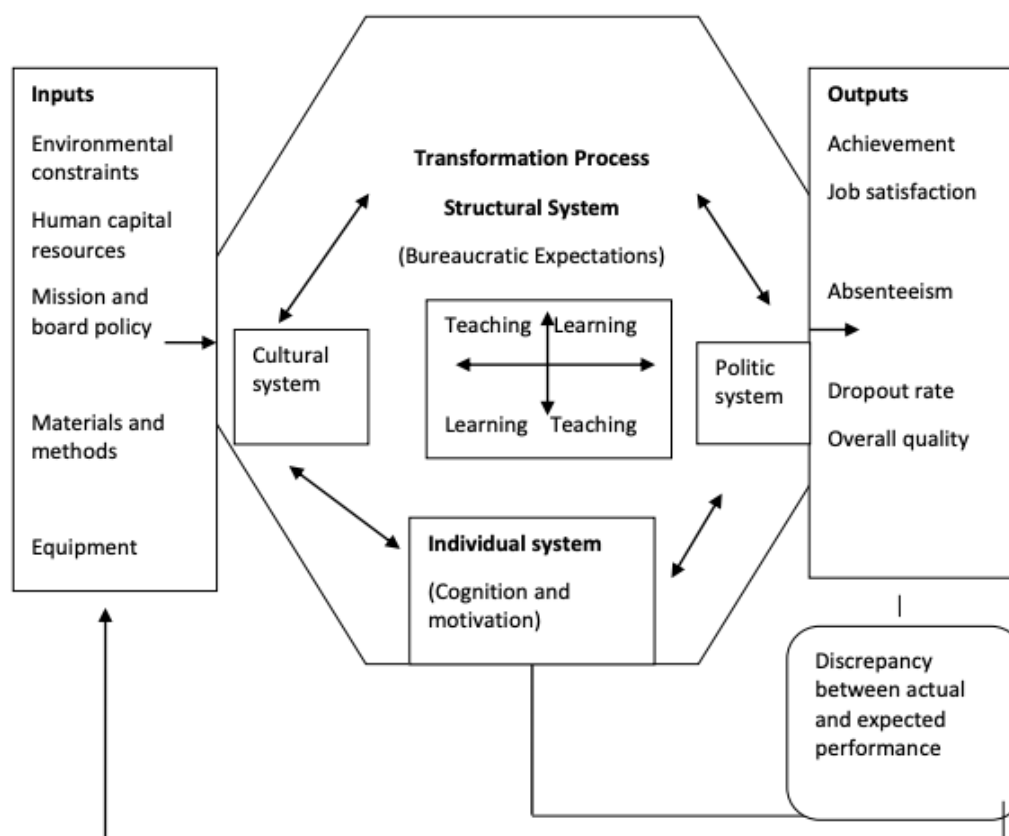 Inputs
Environmental
constraints
Human capital
resources
Mission and
board policy
Materials and
methods
Equipment
Transformation Process
Structural System
(Bureaucratic Expectations)
Cultural
system
Teaching Learning
Learning Teaching
Politic
system
Individual system
(Cognition and
motivation)
Outputs
Achievement
Job satisfaction
Absenteeism
Dropout rate
Overall quality
Discrepancy
between actual
and expected
performance